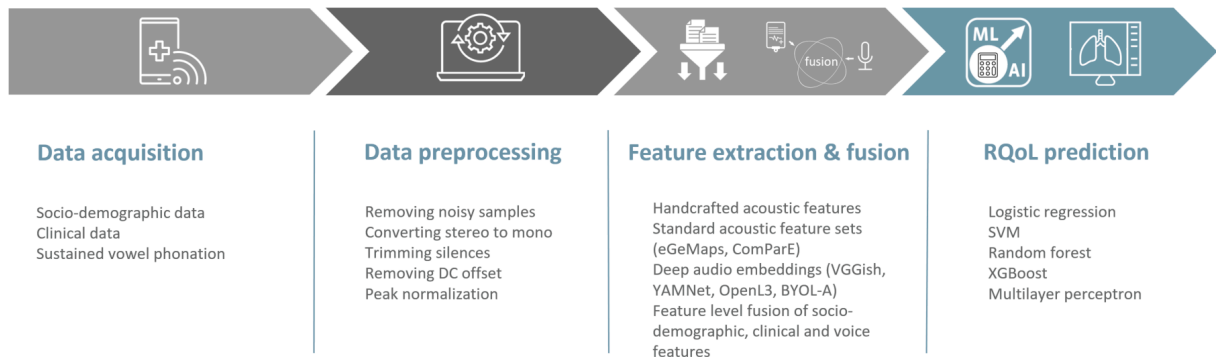 fusion
ML
AI
Data acquisition
Socio-demographic data
Clinical data
Sustained vowel phonation
Data preprocessing
Removing noisy samples
Converting stereo to mono
Trimming silences
Removing DC offset
Peak normalization
Feature extraction & fusion
Handcrafted acoustic features
Standard acoustic feature sets
(eGeMaps, ComParE)
Deep audio embeddings (VGGish,
YAMNet, OpenL3, BYOL-A)
Feature level fusion of socio-
demographic, clinical and voice
features
RQoL prediction
Logistic regression
SVM
Random forest
XGBoost
Multilayer perceptron